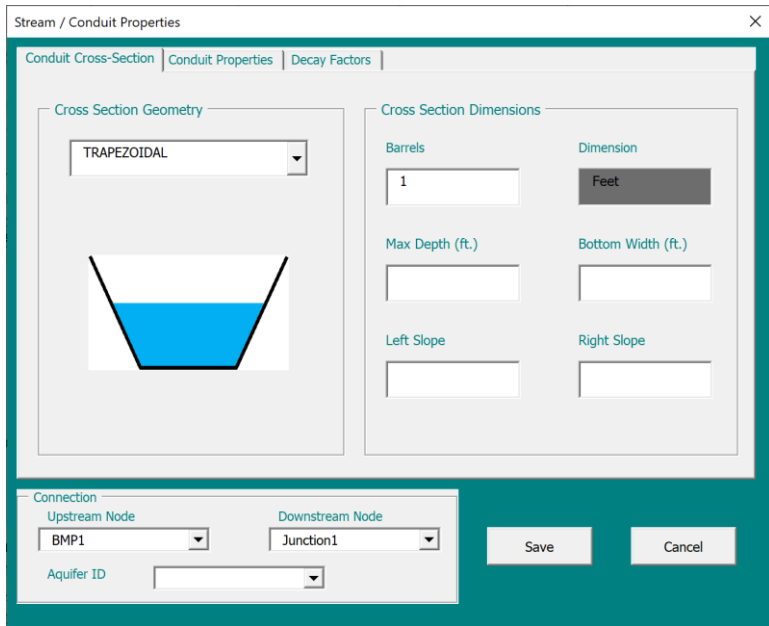 Stream / Conduit Properties
Conduit Cross-Section
Conduit Properties
Decay Factors
Cross Section Geometry
TRAPEZOIDAL
Cross Section Dimensions
Barrels
Dimension
1
Feet
Max Depth (ft.)
Bottom Width (ft.)
Left Slope
Right Slope
Connection
Upstream Node
Downstream Node
BMP1
Junction1
Aquifer ID
Save
Cancel